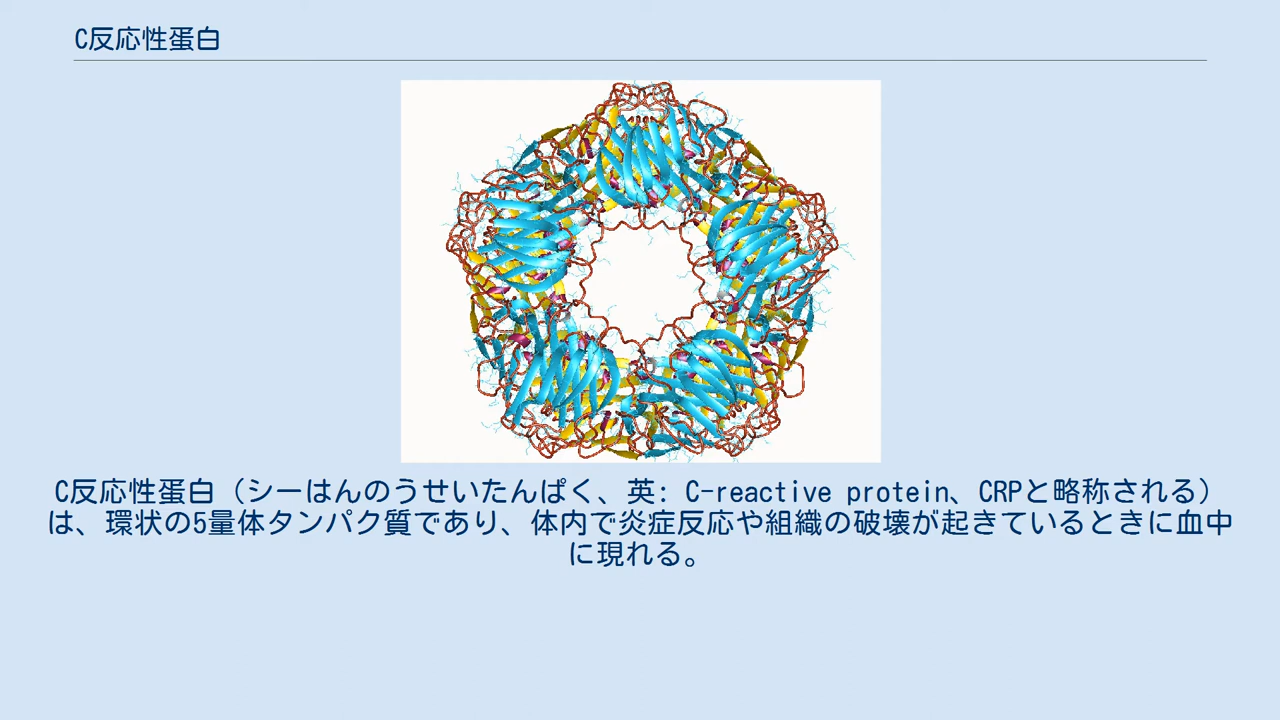 C反応性蛋白
C反応性蛋白（シーはんのうせいたんぱく、英: C-reactive protein、CRPと略称される）
は、環状の5量体タンパク質であり、体内で炎症反応や組織の破壊が起きているときに血中
に現れる。